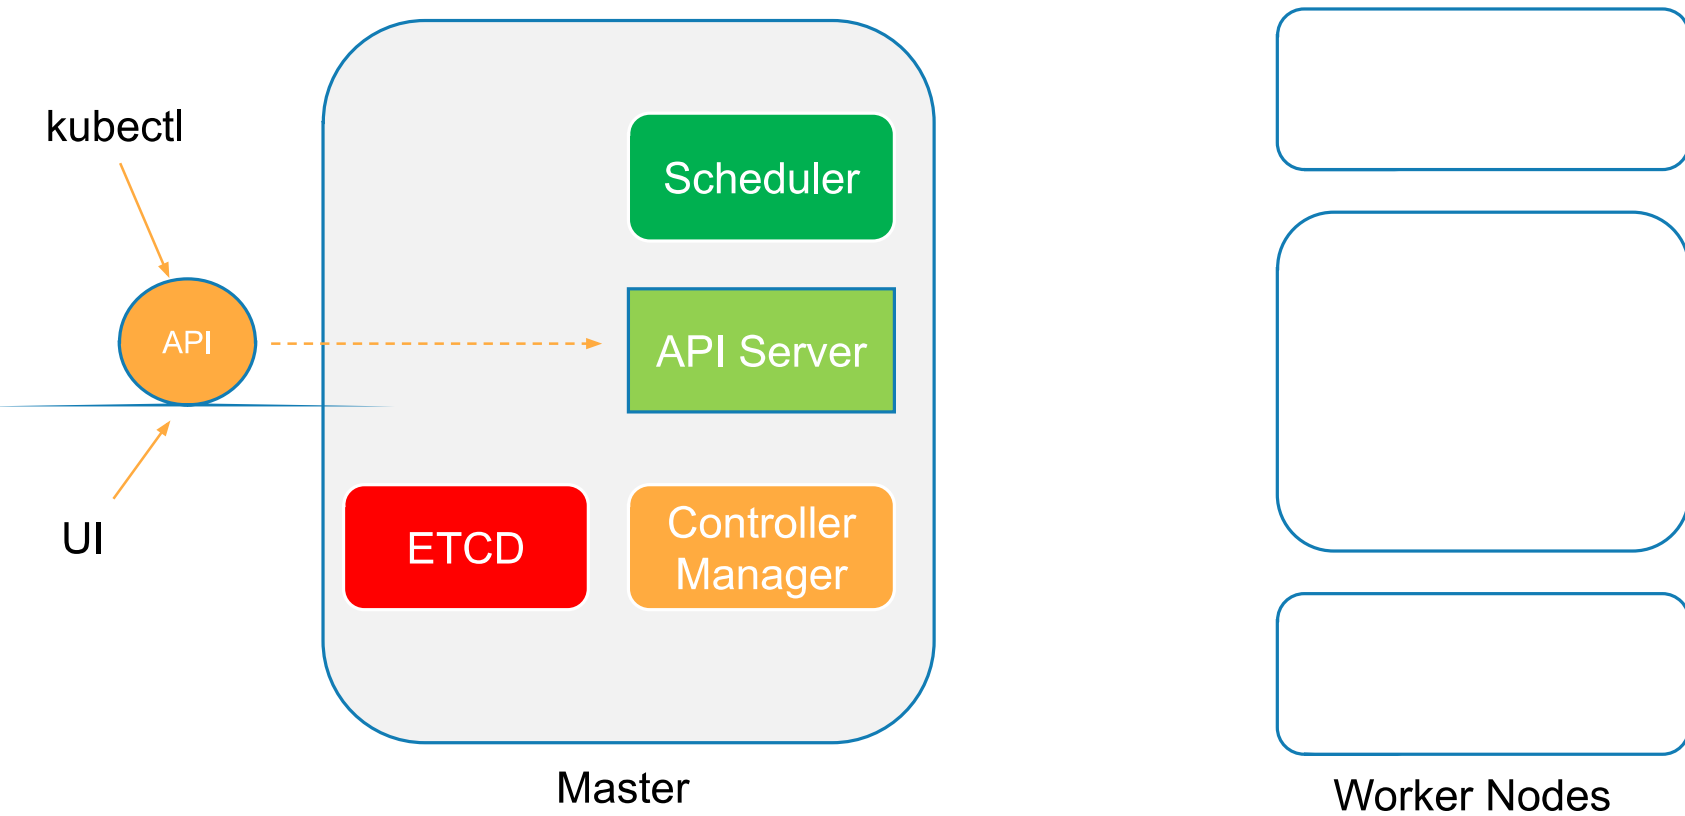 kubectl
Scheduler
API
API Server
UI
ETCD
Controller
Manager
Master
Worker Nodes